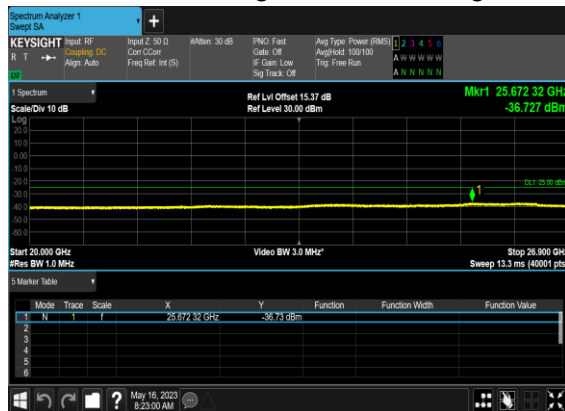 Spectrum Analyzer 1
Swept SA
KEYSIGHT Input: RF Input Z: 50 Ω #Atten: 30 dB PNO: Fast Avg Type: Power (RMS) 1 2 3 4 5 6
R T Coupling: DC Corr CCorr Gate: Off Avg|Hold: 100/100 A W W W W W
Align: Auto Freq Ref: Int (S) IF Gain: Low Trig: Free Run
LW Sig Track: Off A N N N N N
1 Spectrum Ref Lvl Offset 15.37 dB Mkr1 25.672 32 GHz
Scale/Div 10 dB Ref Level 30.00 dBm -36.727 dBm
Log
20.0
10.0
0.00
-10.0
-20.0
DL1 -25.00 dBm
-30.0 1
-40.0
-50.0
Start 20.000 GHz Video BW 3.0 MHz* Stop 26.900 GHz
#Res BW 1.0 MHz Sweep 13.3 ms (40001 pts
5 Marker Table
Mode Trace Scale X Y Function Function Width Function Value
1 N 1 f 25.672 32 GHz -36.73 dBm
2
3
4
5
6
? May 16, 2023
8:23:00 AM